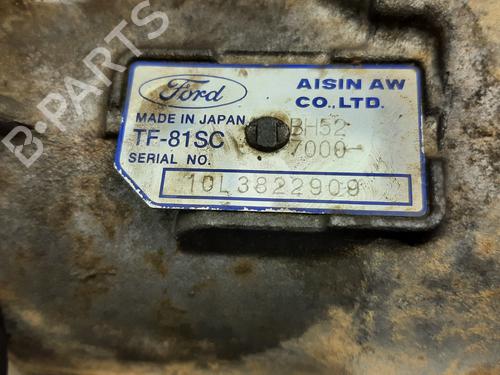 B-PARTS
Ford
AISIN AW
CO.,LTD.
MADE IN JAPAN
TF-81SC
BH52
7000-
SERIAL NO.
10L3822909